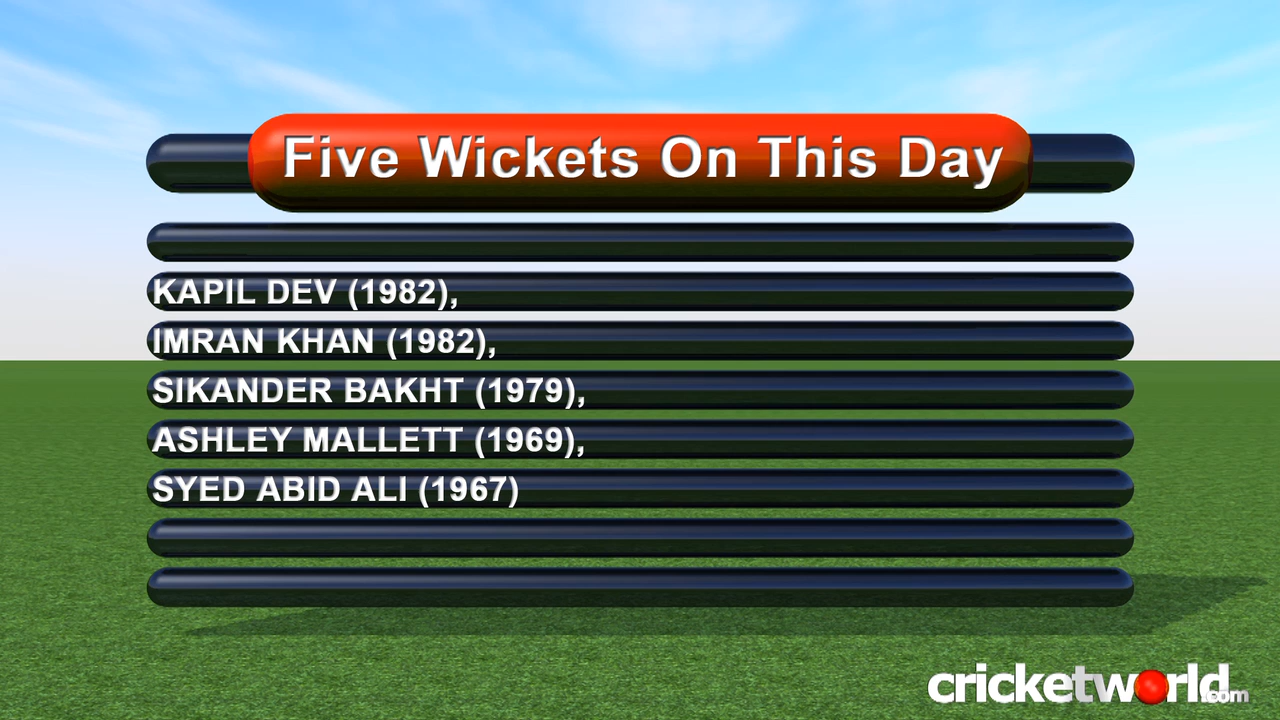 Five Wickets On This Day
KAPIL DEV (1982),
IMRAN KHAN (1982),
SIKANDER BAKHT (1979),
ASHLEY MALLETT (1969),
SYED ABID ALI (1967)
cricketworld.com